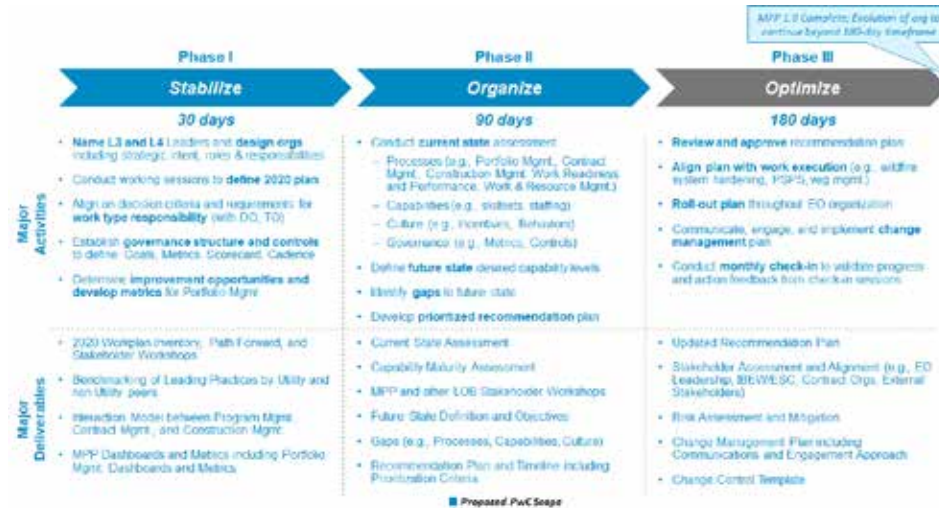 MPP 1.0 Complete; Evolution of org to
continue beyond 180-day timeframe
Phase I
Phase II
Phase III
Stabilize
Organize
Optimize
30 days
90 days
180 days
Major
Activities
• Name L3 and L4 Leaders and design orgs
including strategic intent, roles & responsibilities
• Conduct working sessions to define 2020 plan
• Align on decision criteria and requirements for
work type responsibility (with DO, TO)
• Establish governance structure and controls
to define Goals, Metrics, Scorecard, Cadence
• Determine improvement opportunities and
develop metrics for Portfolio Mgmt
• Conduct current state assessment
– Processes (e.g., Portfolio Mgmt., Contract
Mgmt., Construction Mgmt. Work Readiness
and Performance, Work & Resource Mgmt.)
– Capabilities (e.g., skillsets, staffing)
– Culture (e.g., Incentives, Behaviors)
– Governance (e.g., Metrics, Controls)
• Define future state desired capability levels
• Identify gaps to future state
• Develop prioritized recommendation plan
• Review and approve recommendation plan
• Align plan with work execution (e.g., wildfire
system hardening, PSPS, veg mgmt.)
• Roll-out plan throughout EO organization
• Communicate, engage, and implement change
management plan
• Conduct monthly check-in to validate progress
and action feedback from check-in sessions
Major
Deliverables
• 2020 Workplan Inventory, Path Forward, and
Stakeholder Workshops
• Benchmarking of Leading Practices by Utility and
non Utility peers
• Interaction Model between Program Mgmt.
Contract Mgmt., and Construction Mgmt.
• MPP Dashboards and Metrics including Portfolio
Mgmt. Dashboards and Metrics
• Current State Assessment
• Capability Maturity Assessment
• MPP and other LOB Stakeholder Workshops
• Future State Definition and Objectives
• Gaps (e.g., Processes, Capabilities, Culture)
• Recommendation Plan and Timeline including
Prioritization Criteria
• Updated Recommendation Plan
• Stakeholder Assessment and Alignment (e.g., EO
Leadership, IBEW/ESC, Contract Orgs, External
Stakeholders)
• Risk Assessment and Mitigation
• Change Management Plan including
Communications and Engagement Approach
• Change Control Template
Proposed PwC Scope